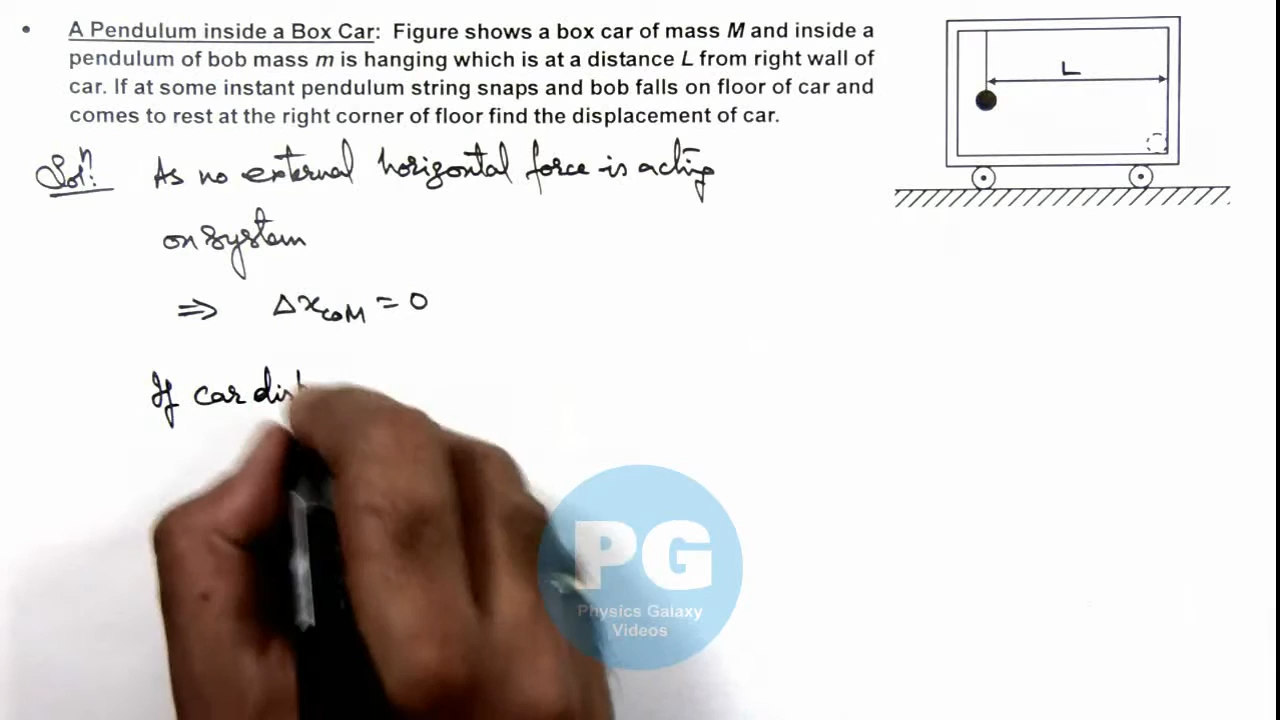 • A Pendulum inside a Box Car: Figure shows a box car of mass M and inside a
pendulum of bob mass m is hanging which is at a distance L from right wall of
car. If at some instant pendulum string snaps and bob falls on floor of car and
comes to rest at the right corner of floor find the displacement of car.
L
Solⁿ: As no external horizontal force is acting
on system
⇒ Δx_COM = 0
If car dist
PG
Physics Galaxy
Videos